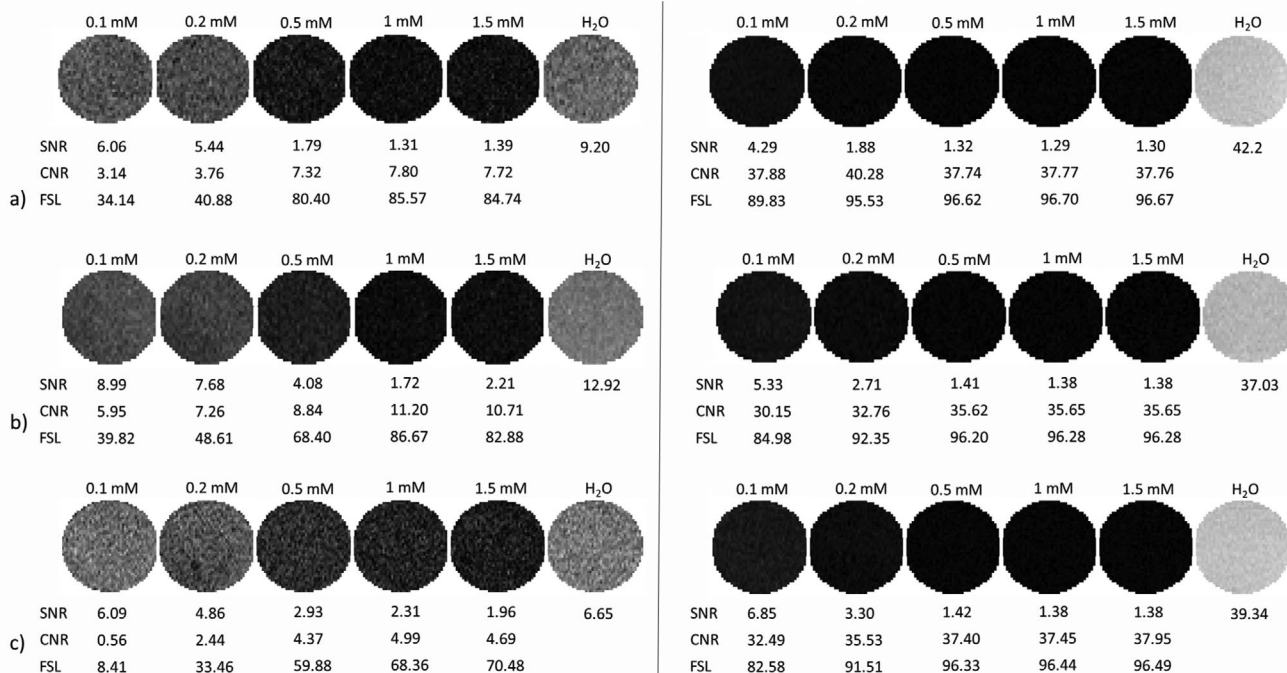 0.1 mM 0.2 mM 0.5 mM 1 mM 1.5 mM H₂O
SNR 6.06 5.44 1.79 1.31 1.39 9.20
CNR 3.14 3.76 7.32 7.80 7.72
a) FSL 34.14 40.88 80.40 85.57 84.74
0.1 mM 0.2 mM 0.5 mM 1 mM 1.5 mM H₂O
SNR 4.29 1.88 1.32 1.29 1.30 42.2
CNR 37.88 40.28 37.74 37.77 37.76
FSL 89.83 95.53 96.62 96.70 96.67
0.1 mM 0.2 mM 0.5 mM 1 mM 1.5 mM H₂O
SNR 8.99 7.68 4.08 1.72 2.21 12.92
CNR 5.95 7.26 8.84 11.20 10.71
b) FSL 39.82 48.61 68.40 86.67 82.88
0.1 mM 0.2 mM 0.5 mM 1 mM 1.5 mM H₂O
SNR 5.33 2.71 1.41 1.38 1.38 37.03
CNR 30.15 32.76 35.62 35.65 35.65
FSL 84.98 92.35 96.20 96.28 96.28
0.1 mM 0.2 mM 0.5 mM 1 mM 1.5 mM H₂O
SNR 6.09 4.86 2.93 2.31 1.96 6.65
CNR 0.56 2.44 4.37 4.99 4.69
c) FSL 8.41 33.46 59.88 68.36 70.48
0.1 mM 0.2 mM 0.5 mM 1 mM 1.5 mM H₂O
SNR 6.85 3.30 1.42 1.38 1.38 39.34
CNR 32.49 35.53 37.40 37.45 37.95
FSL 82.58 91.51 96.33 96.44 96.49